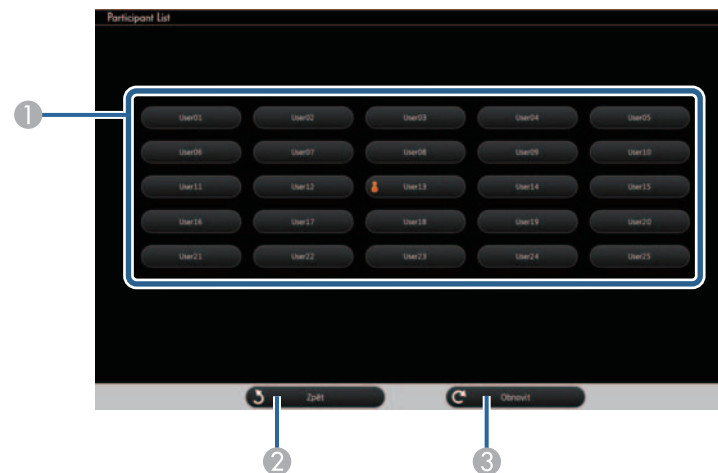 Participant List
1
User01 User02 User03 User04 User05
User06 User07 User08 User09 User10
User11 User12 User13 User14 User15
User16 User17 User18 User19 User20
User21 User22 User23 User24 User25
Zpět Obnovit
2 3